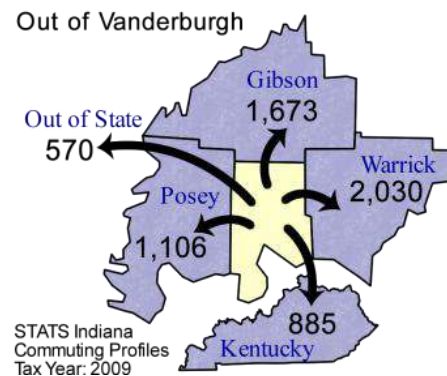 Out of Vanderburgh
Gibson
1,673
Out of State
570
Warrick
2,030
Posey
1,106
885
Kentucky
STATS Indiana
Commuting Profiles
Tax Year: 2009